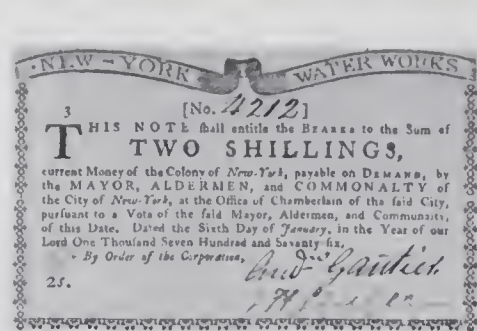 NEW-YORK WATER WORKS
3
[No. 4212]
THIS NOTE ſhall entitle the BEARER to the Sum of
TWO SHILLINGS,
current Money of the Colony of New-York, payable on DEMAND, by
the MAYOR, ALDERMEN, and COMMONALTY of
the City of New-York, at the Office of Chamberlain of the ſaid City,
purſuant to a Vote of the ſaid Mayor, Aldermen, and Commonalty,
of this Date. Dated the Sixth Day of January, in the Year of our
Lord One Thouſand Seven Hundred and Seventy-ſix,
By Order of the Corporation,
And:w Gautier.
2s.